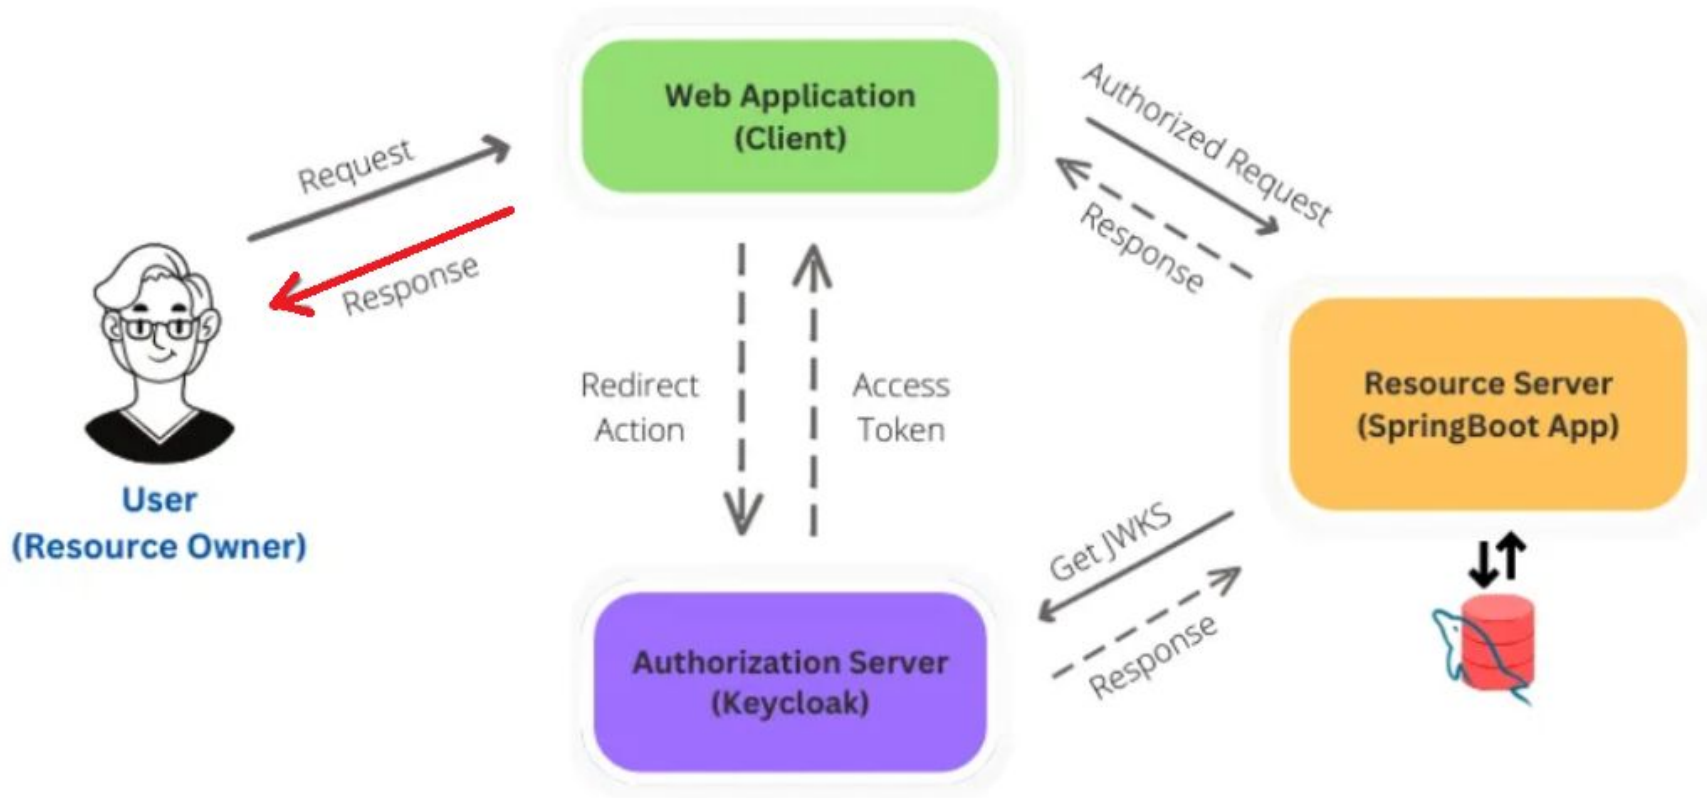 Web Application
(Client)
Request
Response
Authorized Request
Response
Redirect
Action
Access
Token
Resource Server
(SpringBoot App)
User
(Resource Owner)
Get JWKS
Response
Authorization Server
(Keycloak)